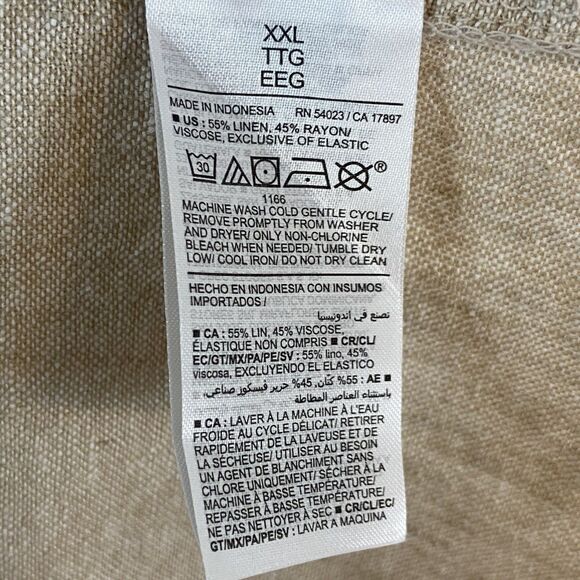 XXL
TTG
EEG
MADE IN INDONESIA RN 54023 / CA 17897
■ US : 55% LINEN, 45% RAYON/
VISCOSE, EXCLUSIVE OF ELASTIC
30 ®
1166
MACHINE WASH COLD GENTLE CYCLE/
REMOVE PROMPTLY FROM WASHER
AND DRYER/ ONLY NON-CHLORINE
BLEACH WHEN NEEDED/ TUMBLE DRY
LOW/ COOL IRON/ DO NOT DRY CLEAN
HECHO EN INDONESIA CON INSUMOS
IMPORTADOS /
تصنع في اندونيسيا
■ CA : 55% LIN, 45% VISCOSE,
ÉLASTIQUE NON COMPRIS ■ CR/CL/
EC/GT/MX/PA/PE/SV : 55% lino, 45%
viscosa, EXCLUYENDO EL ELASTICO
■ AE : 55% كتّان، 45% حرير فيسكوز صناعي،
باستثناء العناصر المطاطة
■ CA : LAVER À LA MACHINE À L'EAU
FROIDE AU CYCLE DÉLICAT/ RETIRER
RAPIDEMENT DE LA LAVEUSE ET DE
LA SÉCHEUSE/ UTILISER AU BESOIN
UN AGENT DE BLANCHIMENT SANS
CHLORE UNIQUEMENT/ SÉCHER À LA
MACHINE À BASSE TEMPÉRATURE/
REPASSER À BASSE TEMPÉRATURE/
NE PAS NETTOYER À SEC ■ CR/CL/EC/
GT/MX/PA/PE/SV : LAVAR A MAQUINA